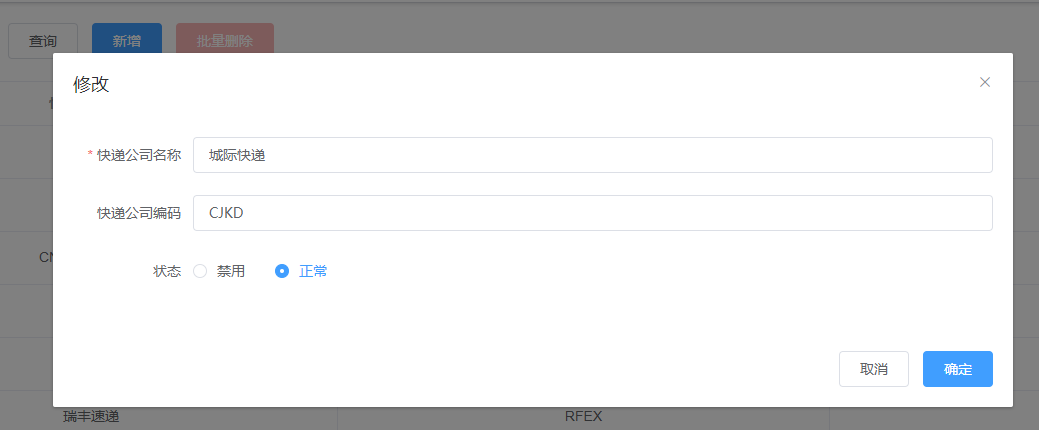 查询 新增 批量删除
修改
* 快递公司名称 城际快递
快递公司编码 CJKD
状态 禁用 正常
取消 确定
瑞丰速递 RFEX